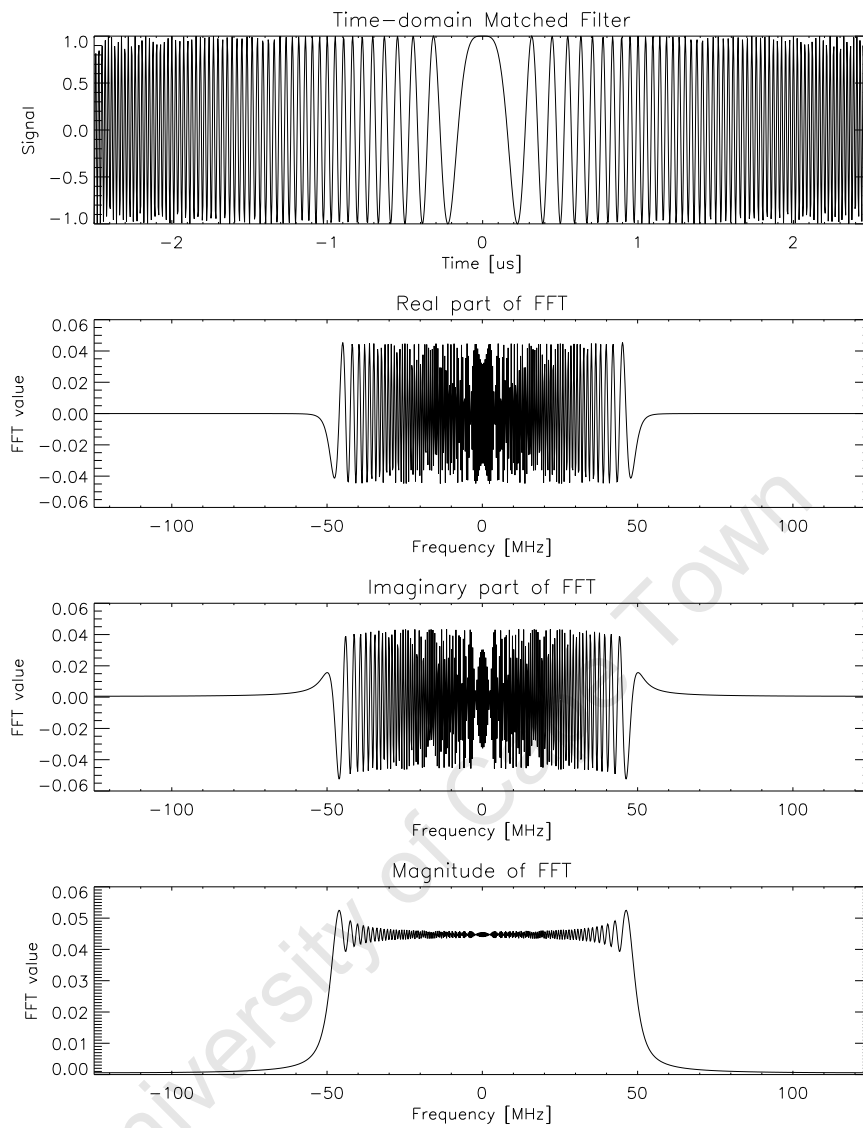 Time-domain Matched Filter
1.0
0.5
0.0
-0.5
-1.0
Signal
-2 -1 0 1 2
Time [us]
Real part of FFT
0.06
0.04
0.02
0.00
-0.02
-0.04
-0.06
FFT value
-100 -50 0 50 100
Frequency [MHz]
Imaginary part of FFT
0.06
0.04
0.02
0.00
-0.02
-0.04
-0.06
FFT value
-100 -50 0 50 100
Frequency [MHz]
Magnitude of FFT
0.06
0.05
0.04
0.03
0.02
0.01
0.00
FFT value
-100 -50 0 50 100
Frequency [MHz]
niversity of Cape Town